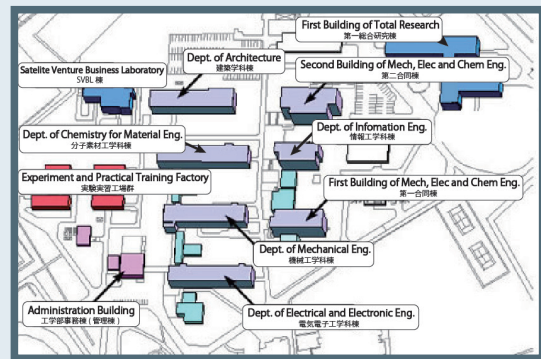 First Building of Total Research
第一総合研究棟
Dept. of Architecture
建築学科棟
Second Building of Mech, Elec and Chem Eng.
第二合同棟
Satelite Venture Business Laboratory
SVBL 棟
Dept. of Chemistry for Material Eng.
分子素材工学科棟
Dept. of Infomation Eng.
情報工学科棟
Experiment and Practical Training Factory
実験実習工場群
First Building of Mech, Elec and Chem Eng.
第一合同棟
Dept. of Mechanical Eng.
機械工学科棟
Administration Building
工学部事務棟 ( 管理棟 )
Dept. of Electrical and Electronic Eng.
電気電子工学科棟